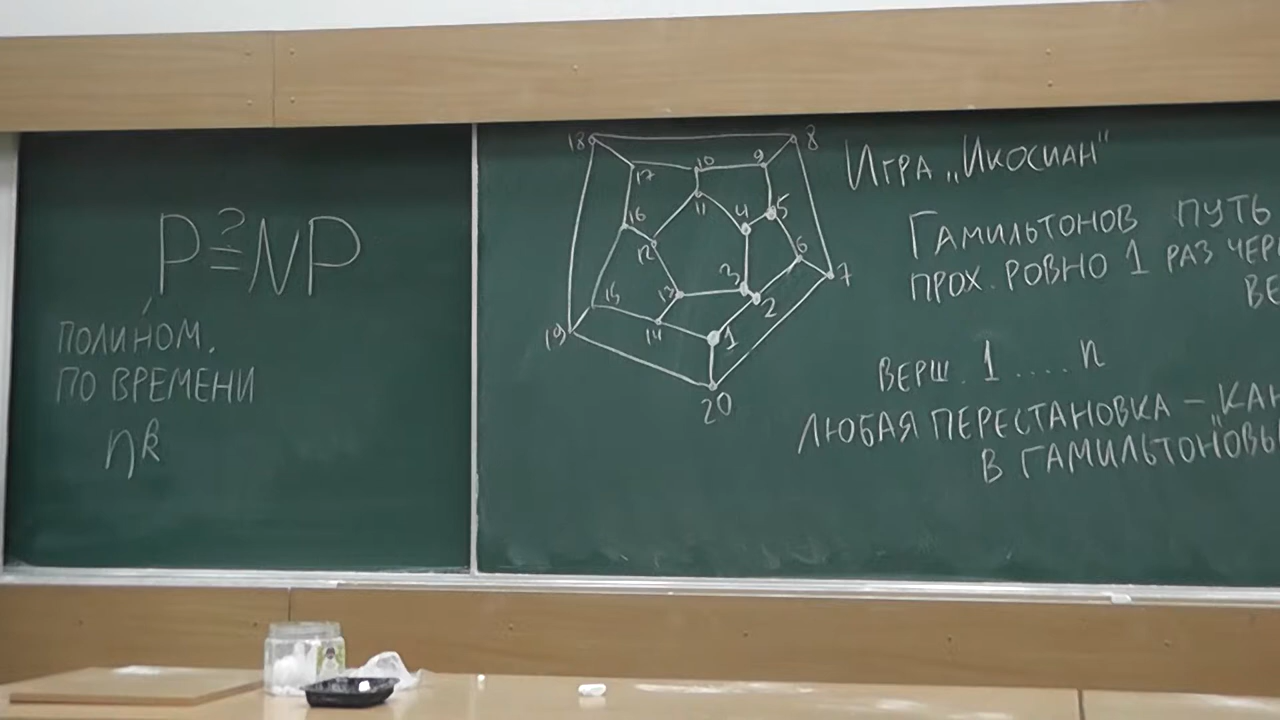 P ≟ NP
ПОЛИНОМ.
ПО ВРЕМЕНИ
n^k
18
8
17
10
9
11
4
5
16
12
6
7
13
3
2
15
14
1
19
20
ИГРА „ИКОСИАН"
ГАМИЛЬТОНОВ ПУТЬ
ПРОХ. РОВНО 1 РАЗ ЧЕР
ВЕ
ВЕРШ. 1 .... n
ЛЮБАЯ ПЕРЕСТАНОВКА – „КАН
В ГАМИЛЬТОНОВЫ